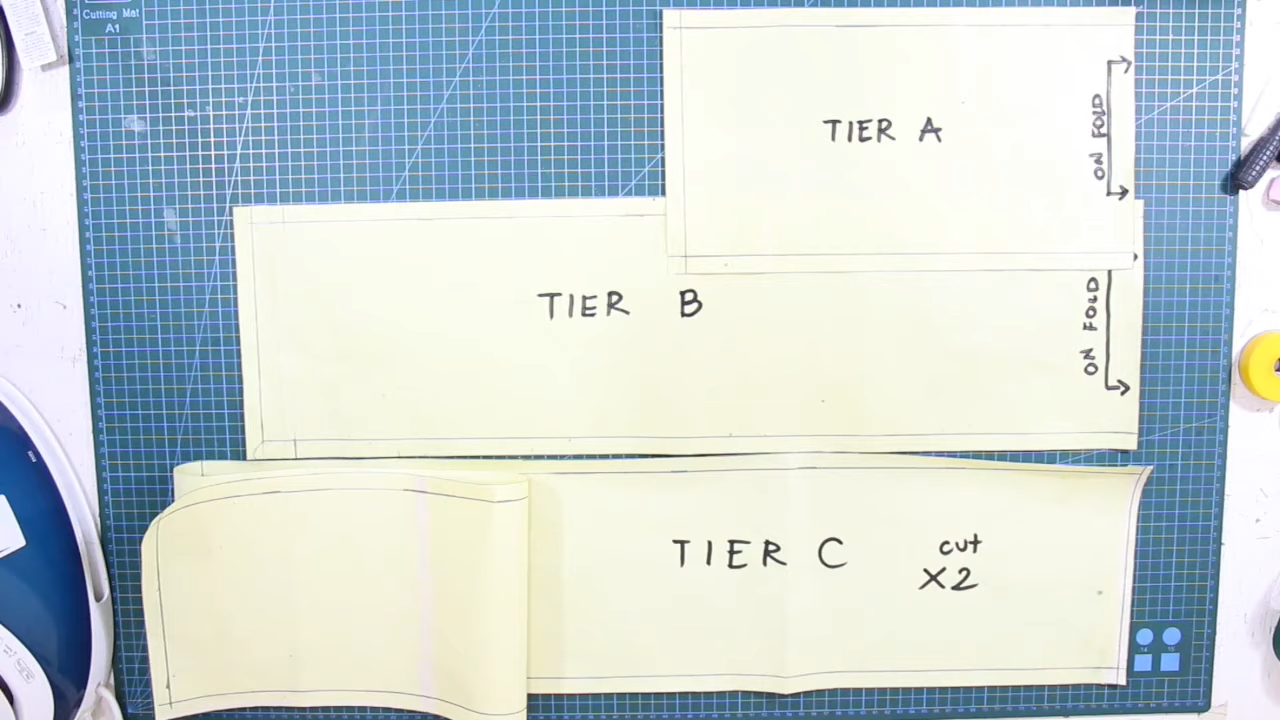 Cutting Mat
A1
TIER A
ON FOLD
TIER B
ON FOLD
TIER C
cut
X2